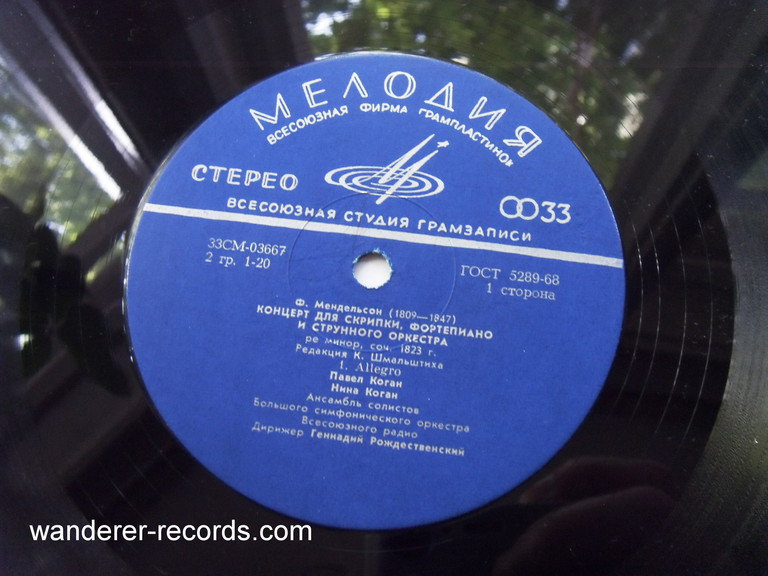 МЕЛОДИЯ
ВСЕСОЮЗНАЯ ФИРМА ГРАМПЛАСТИНОК
СТЕРЕО
33
ВСЕСОЮЗНАЯ СТУДИЯ ГРАМЗАПИСИ
33СМ-03667
2 гр. 1-20
ГОСТ 5289-68
1 сторона
Ф. Мендельсон (1809—1847)
КОНЦЕРТ ДЛЯ СКРИПКИ, ФОРТЕПИАНО
И СТРУННОГО ОРКЕСТРА
ре минор, соч. 1823 г.
Редакция К. Шмальштиха
1. Allegro
Павел Коган
Нина Коган
Ансамбль солистов
Большого симфонического оркестра
Всесоюзного радио
Дирижер Геннадий Рождественский
wanderer-records.com